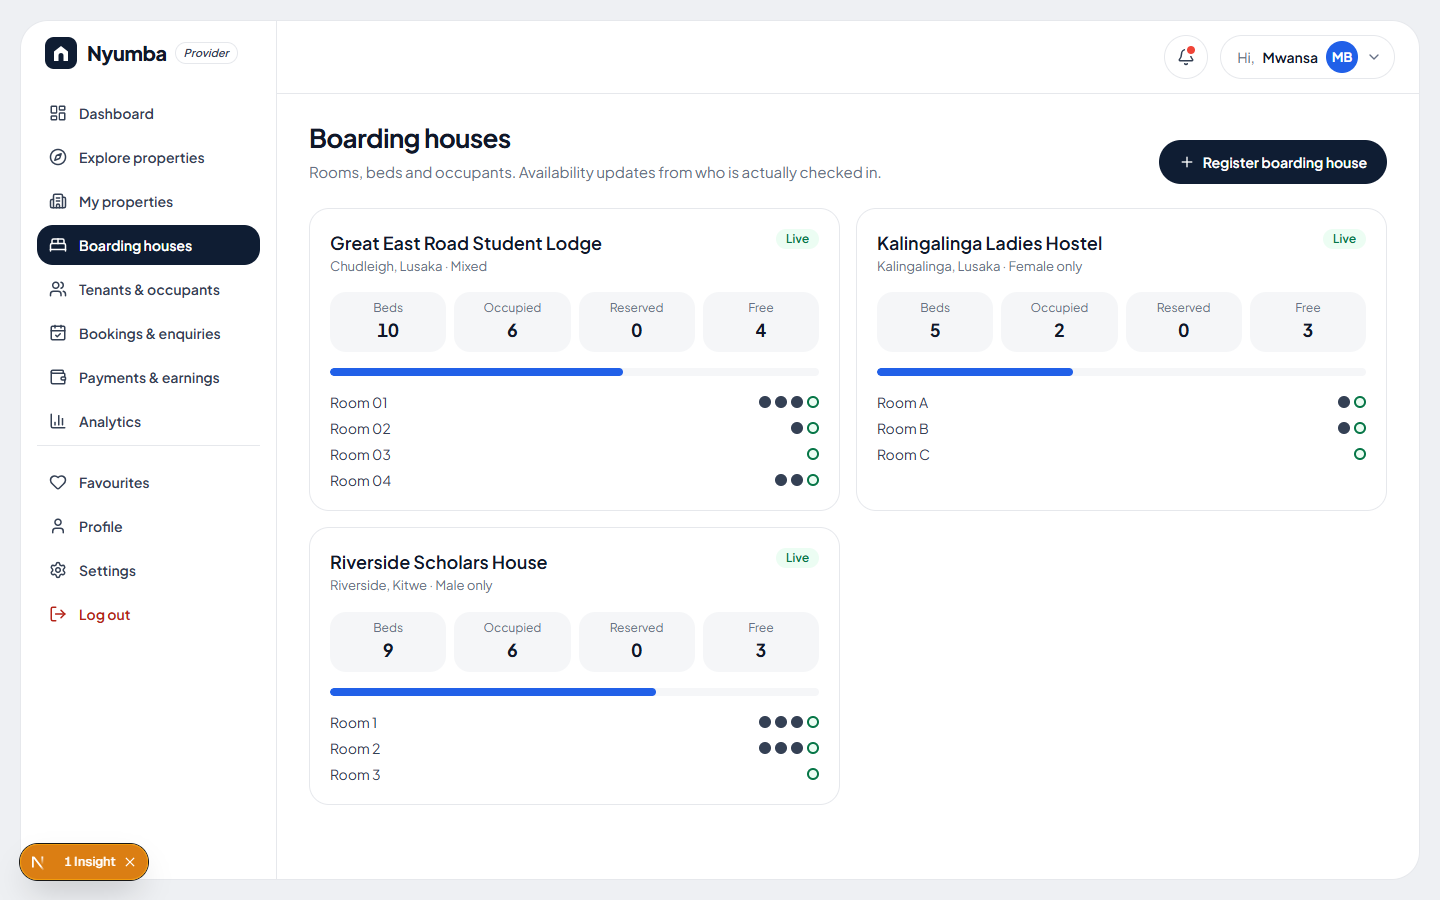 Nyumba
Provider
Dashboard
Explore properties
My properties
Boarding houses
Tenants & occupants
Bookings & enquiries
Payments & earnings
Analytics
Favourites
Profile
Settings
Log out
1 Insight
Hi, Mwansa MB
Boarding houses
Rooms, beds and occupants. Availability updates from who is actually checked in.
Register boarding house
Great East Road Student Lodge
Live
Chudleigh, Lusaka · Mixed
Beds Occupied Reserved Free
10 6 0 4
Room 01
Room 02
Room 03
Room 04
Kalingalinga Ladies Hostel
Live
Kalingalinga, Lusaka · Female only
Beds Occupied Reserved Free
5 2 0 3
Room A
Room B
Room C
Riverside Scholars House
Live
Riverside, Kitwe · Male only
Beds Occupied Reserved Free
9 6 0 3
Room 1
Room 2
Room 3